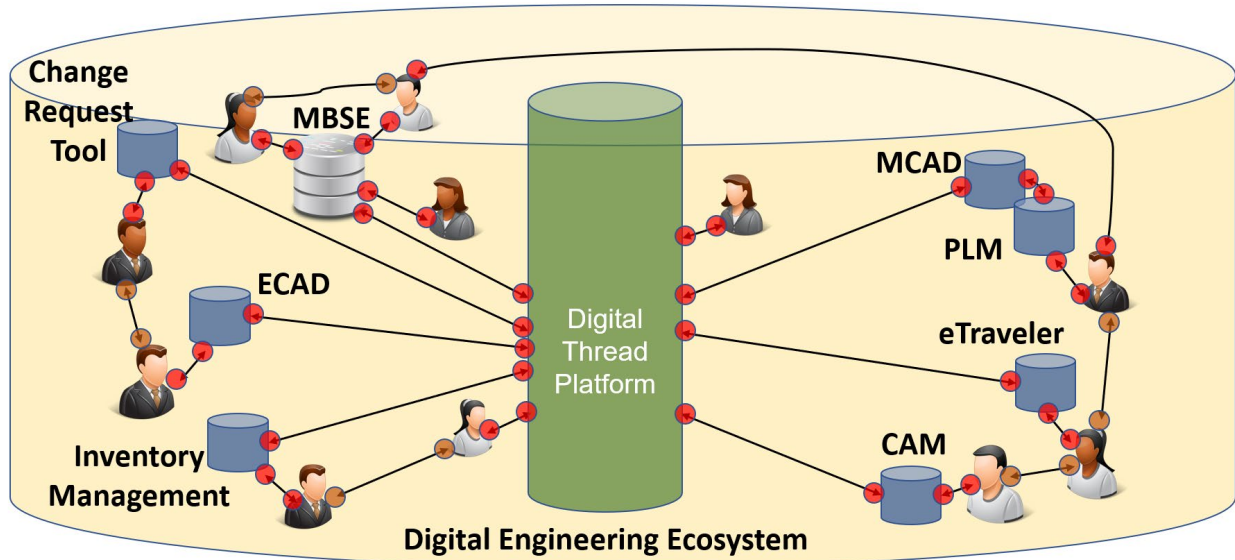 Change
Request
Tool
MBSE
MCAD
PLM
ECAD
Digital
Thread
Platform
eTraveler
CAM
Inventory
Management
Digital Engineering Ecosystem